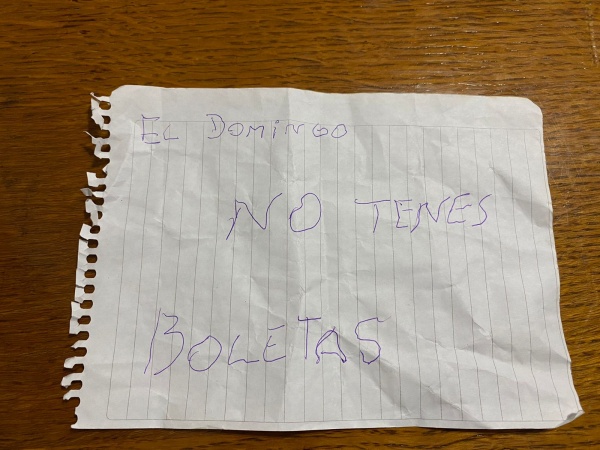 EL DOMiNGO
NO TENES
BOLETAS